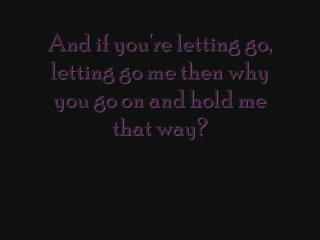 And if you're letting go,
letting go me then why
you go on and hold me
that way?